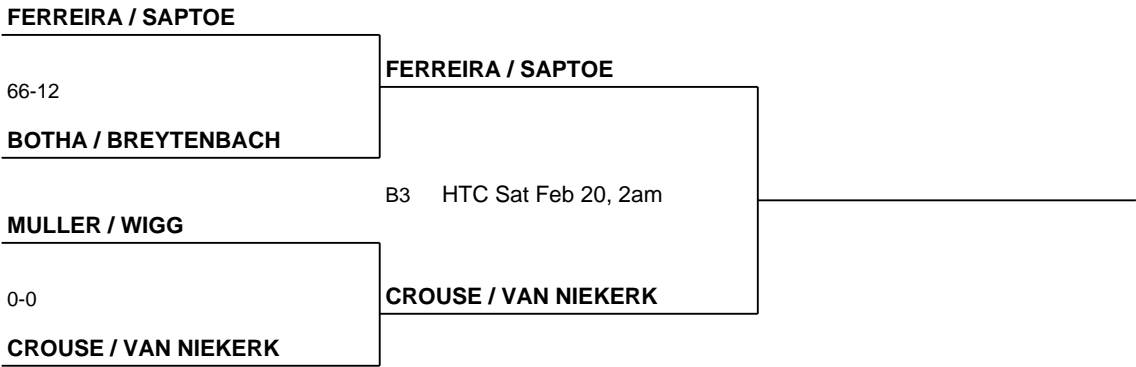 FERREIRA / SAPTOE
66-12
BOTHA / BREYTENBACH
MULLER / WIGG
0-0
CROUSE / VAN NIEKERK
FERREIRA / SAPTOE
B3 HTC Sat Feb 20, 2am
CROUSE / VAN NIEKERK